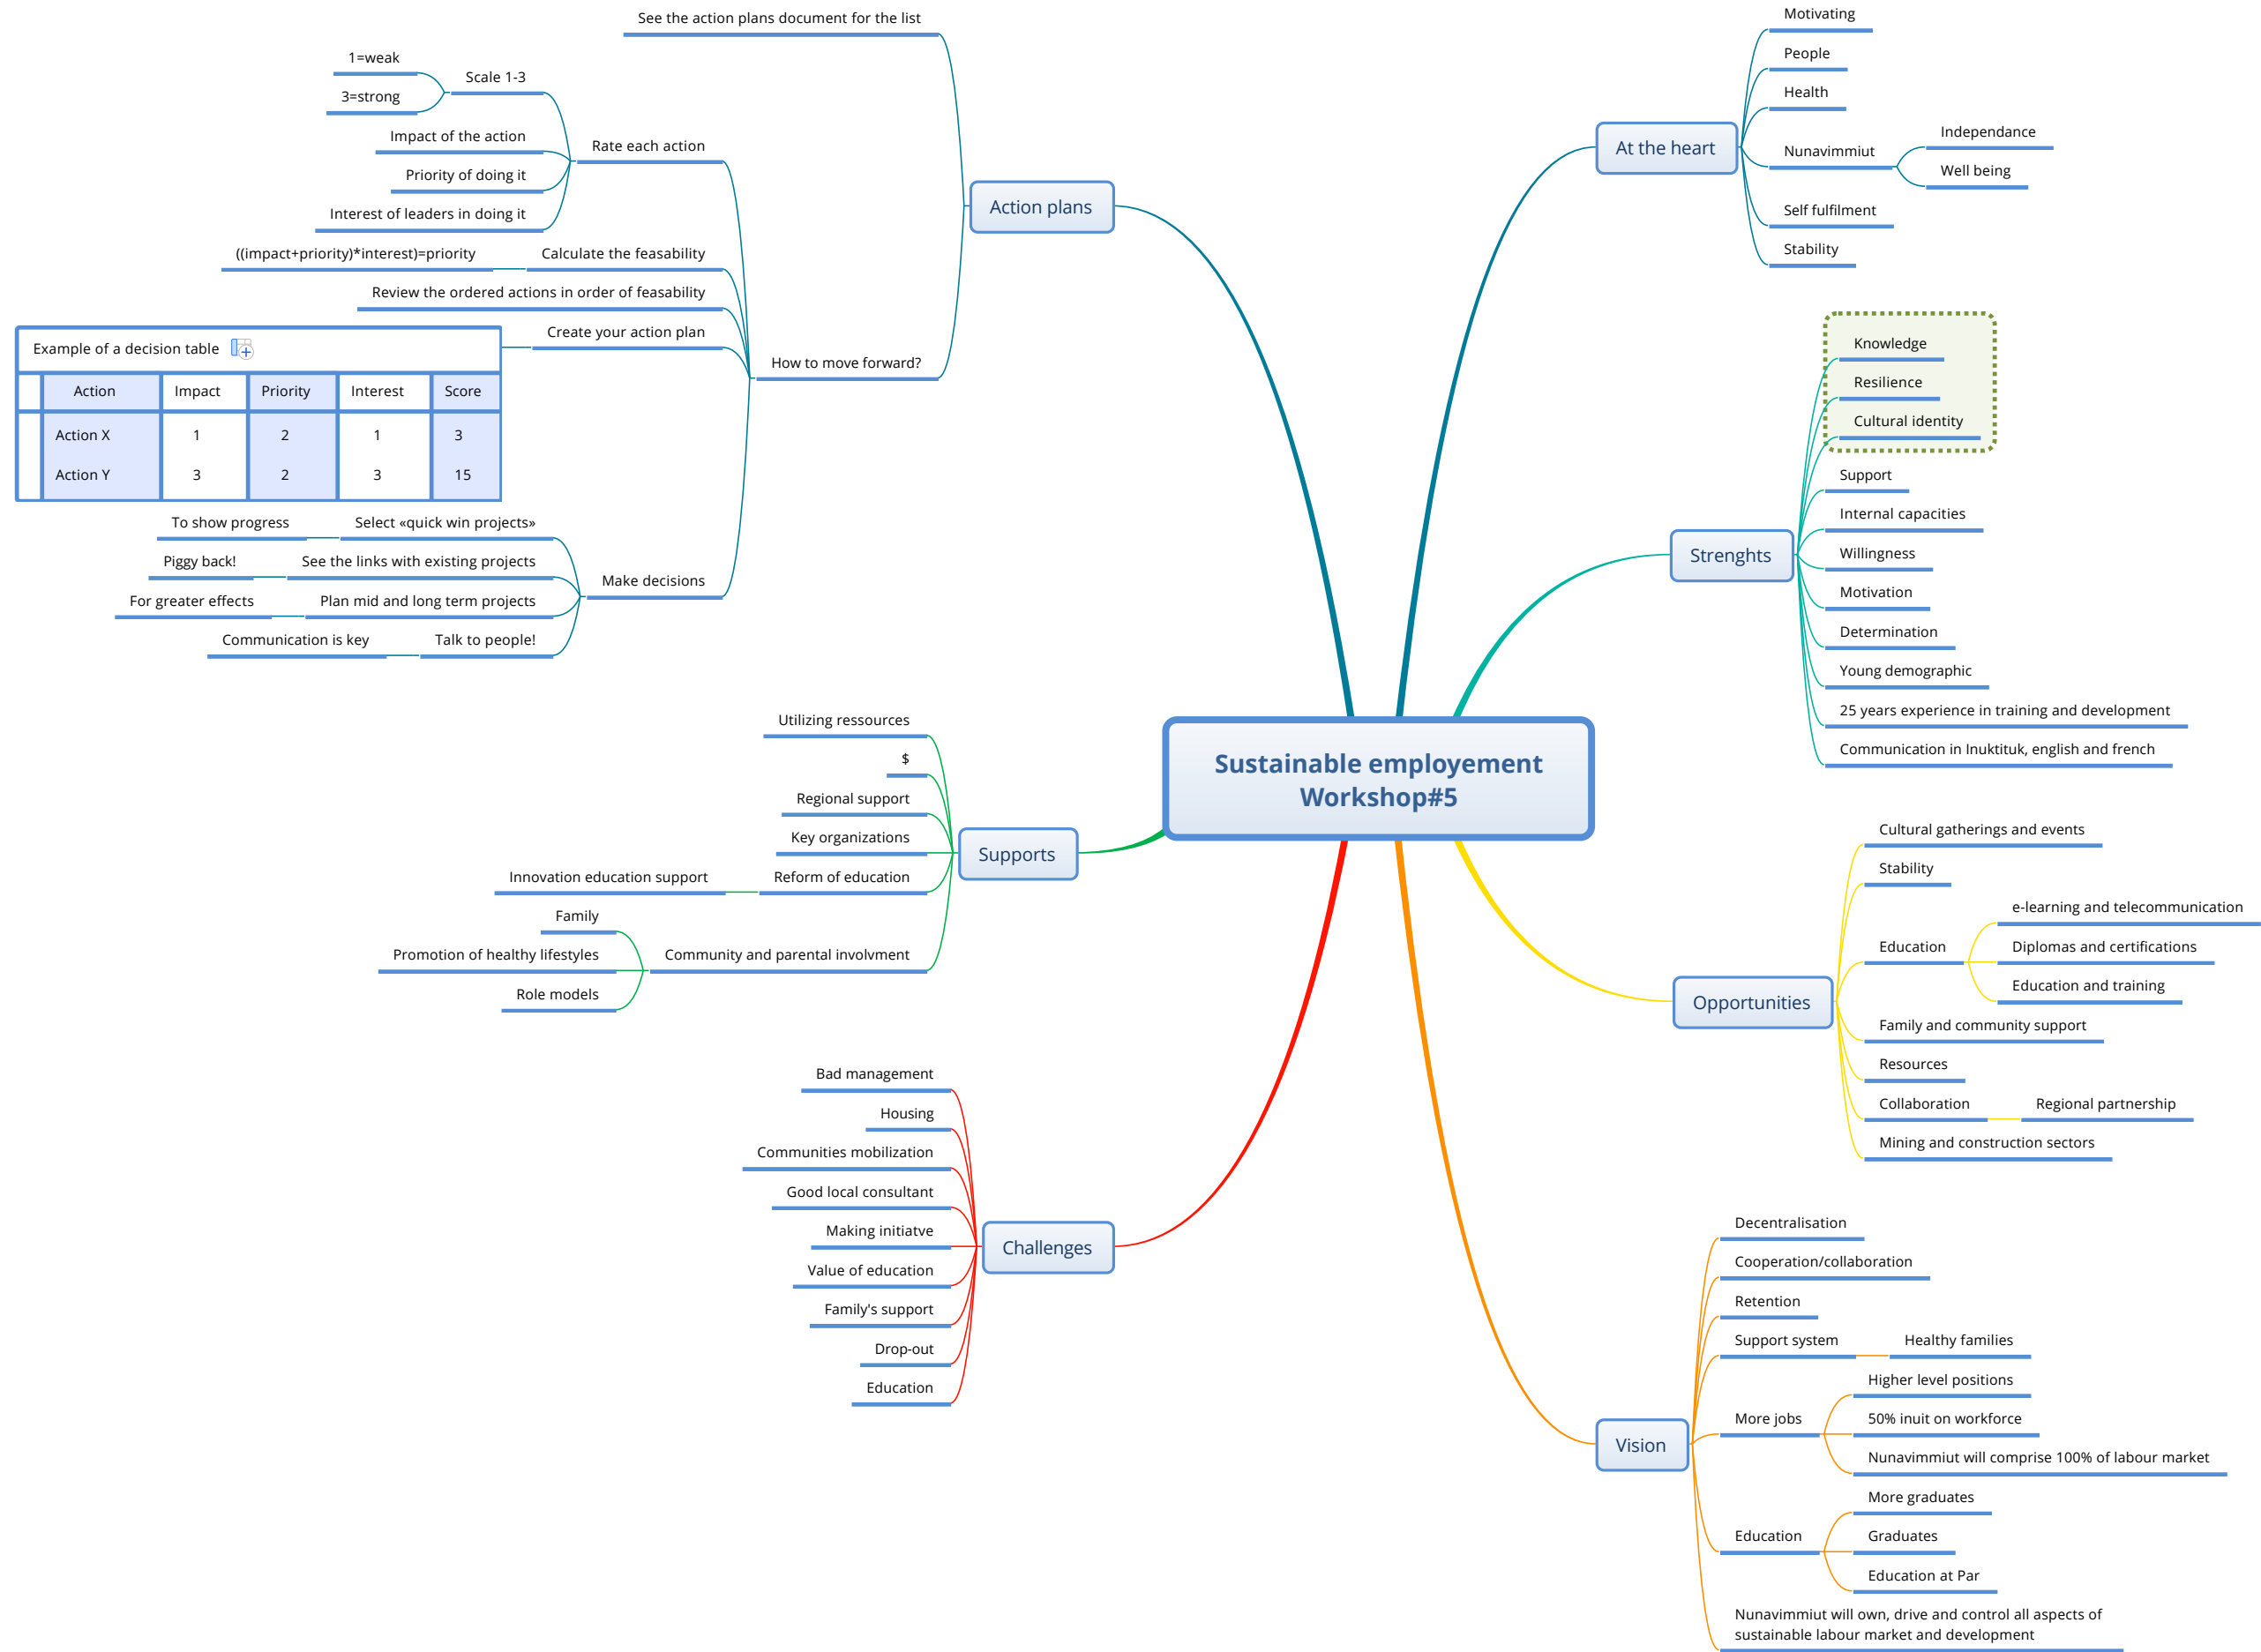 Sustainable employement
Workshop#5
At the heart
Motivating
People
Health
Nunavimmiut
Independance
Well being
Self fulfilment
Stability
Strenghts
Knowledge
Resilience
Cultural identity
Support
Internal capacities
Willingness
Motivation
Determination
Young demographic
25 years experience in training and development
Communication in Inuktituk, english and french
Opportunities
Cultural gatherings and events
Stability
Education
e-learning and telecommunication
Diplomas and certifications
Education and training
Family and community support
Resources
Collaboration
Regional partnership
Mining and construction sectors
Vision
Decentralisation
Cooperation/collaboration
Retention
Support system
Healthy families
More jobs
Higher level positions
50% inuit on workforce
Nunavimmiut will comprise 100% of labour market
Education
More graduates
Graduates
Education at Par
Nunavimmiut will own, drive and control all aspects of
sustainable labour market and development
Action plans
See the action plans document for the list
How to move forward?
Rate each action
Scale 1-3
1=weak
3=strong
Impact of the action
Priority of doing it
Interest of leaders in doing it
Calculate the feasability
((impact+priority)*interest)=priority
Review the ordered actions in order of feasability
Create your action plan
Example of a decision table
Action Impact Priority Interest Score
Action X 1 2 1 3
Action Y 3 2 3 15
Make decisions
Select «quick win projects»
To show progress
See the links with existing projects
Piggy back!
Plan mid and long term projects
For greater effects
Talk to people!
Communication is key
Supports
Utilizing ressources
$
Regional support
Key organizations
Reform of education
Innovation education support
Community and parental involvment
Family
Promotion of healthy lifestyles
Role models
Challenges
Bad management
Housing
Communities mobilization
Good local consultant
Making initiatve
Value of education
Family's support
Drop-out
Education